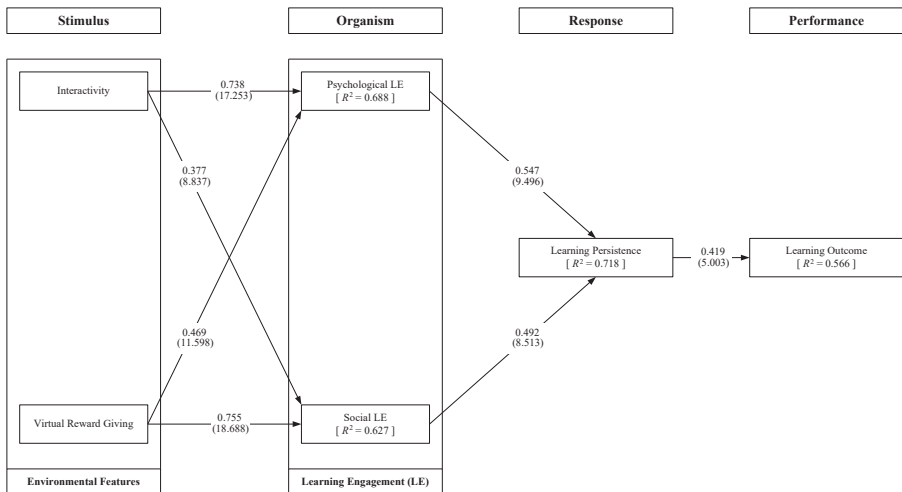 Stimulus
Organism
Response
Performance
Interactivity
0.738
(17.253)
Psychological LE
[ R² = 0.688 ]
0.377
(8.837)
0.547
(9.496)
Learning Persistence
[ R² = 0.718 ]
0.419
(5.003)
Learning Outcome
[ R² = 0.566 ]
0.469
(11.598)
0.492
(8.513)
Virtual Reward Giving
0.755
(18.688)
Social LE
[ R² = 0.627 ]
Environmental Features
Learning Engagement (LE)